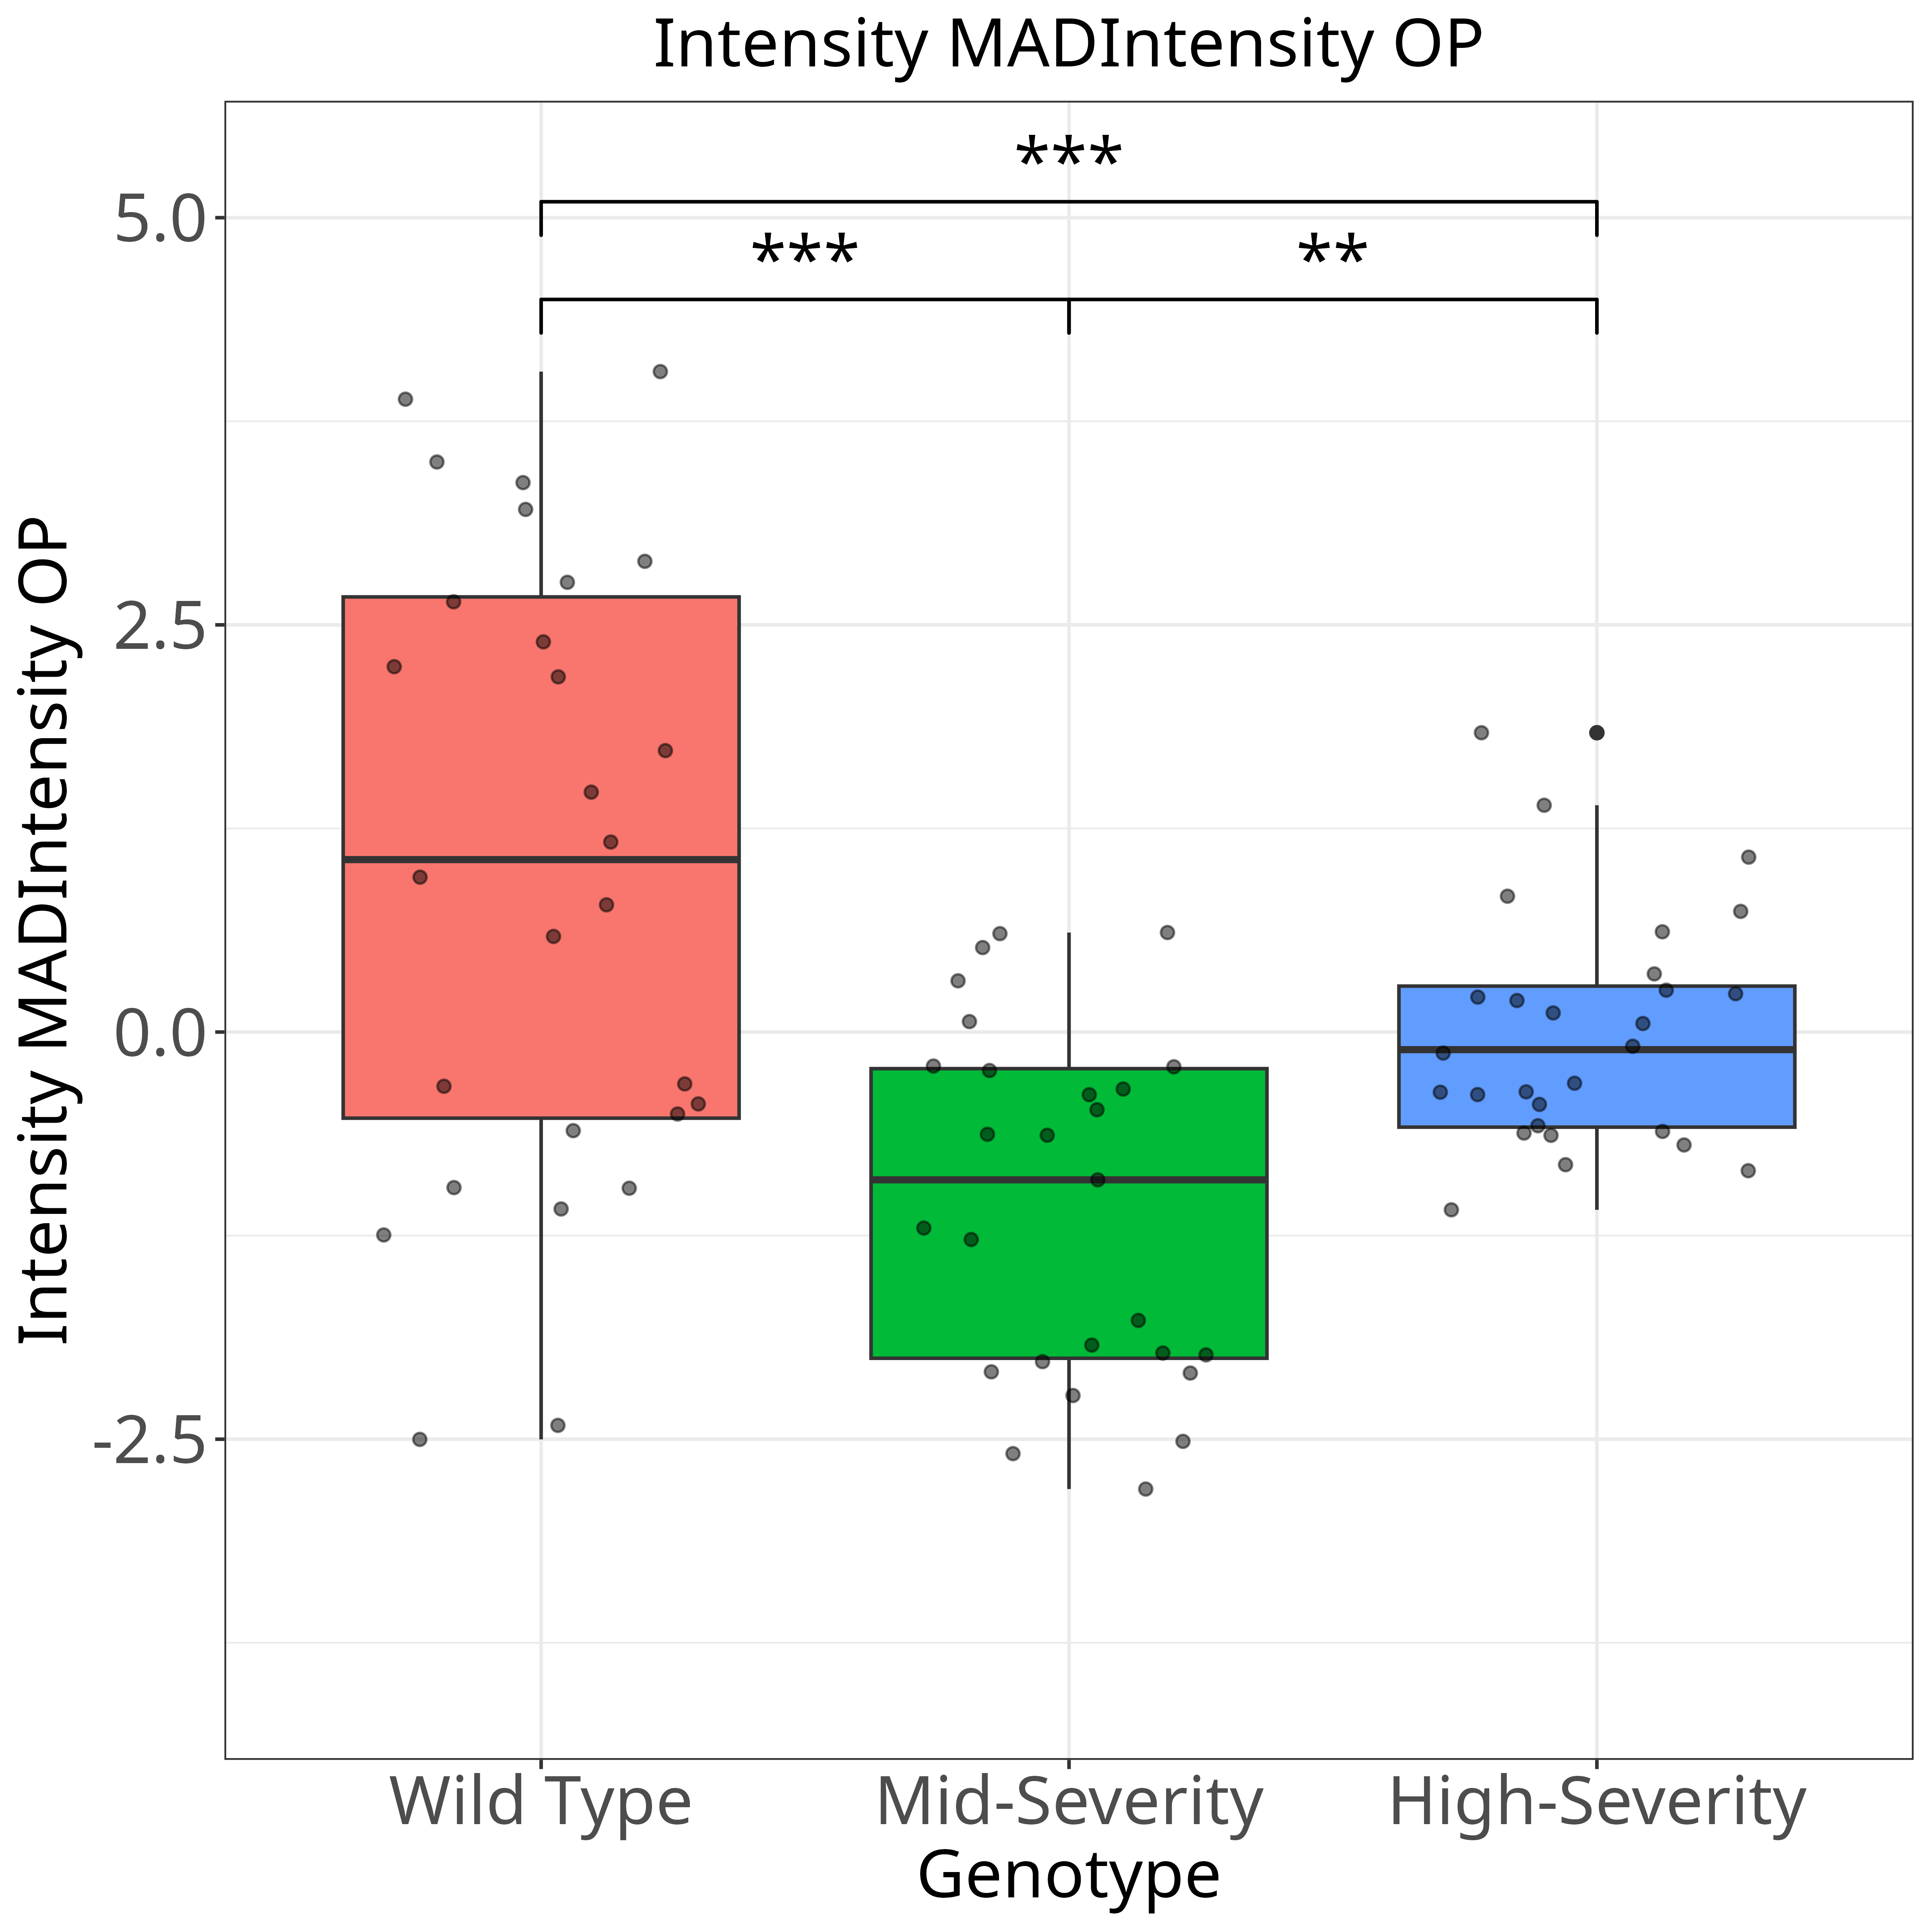 Intensity MADIntensity OP
***
*** **
Intensity MADIntensity OP
5.0
2.5
0.0
-2.5
Wild Type Mid-Severity High-Severity
Genotype